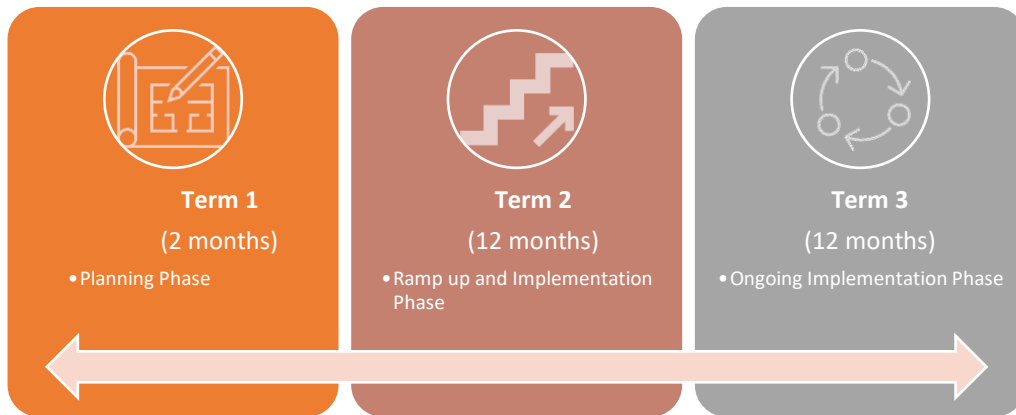 Term 1
(2 months)
•Planning Phase
Term 2
(12 months)
•Ramp up and Implementation
Phase
Term 3
(12 months)
•Ongoing Implementation Phase